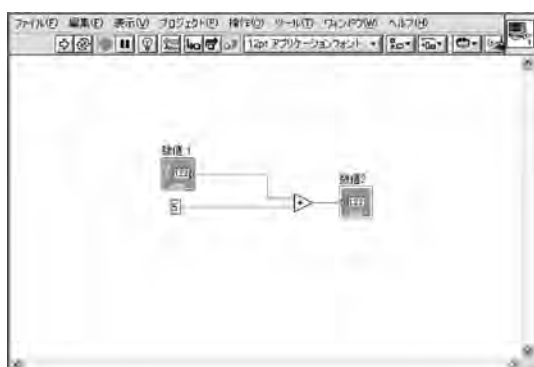 ファイル(F) 編集(E) 表示(V) プロジェクト(P) 操作(O) ツール(T) ウィンドウ(W) ヘルプ(H)
12pt アプリケーションフォント
数値 1
数値2
123
123
5